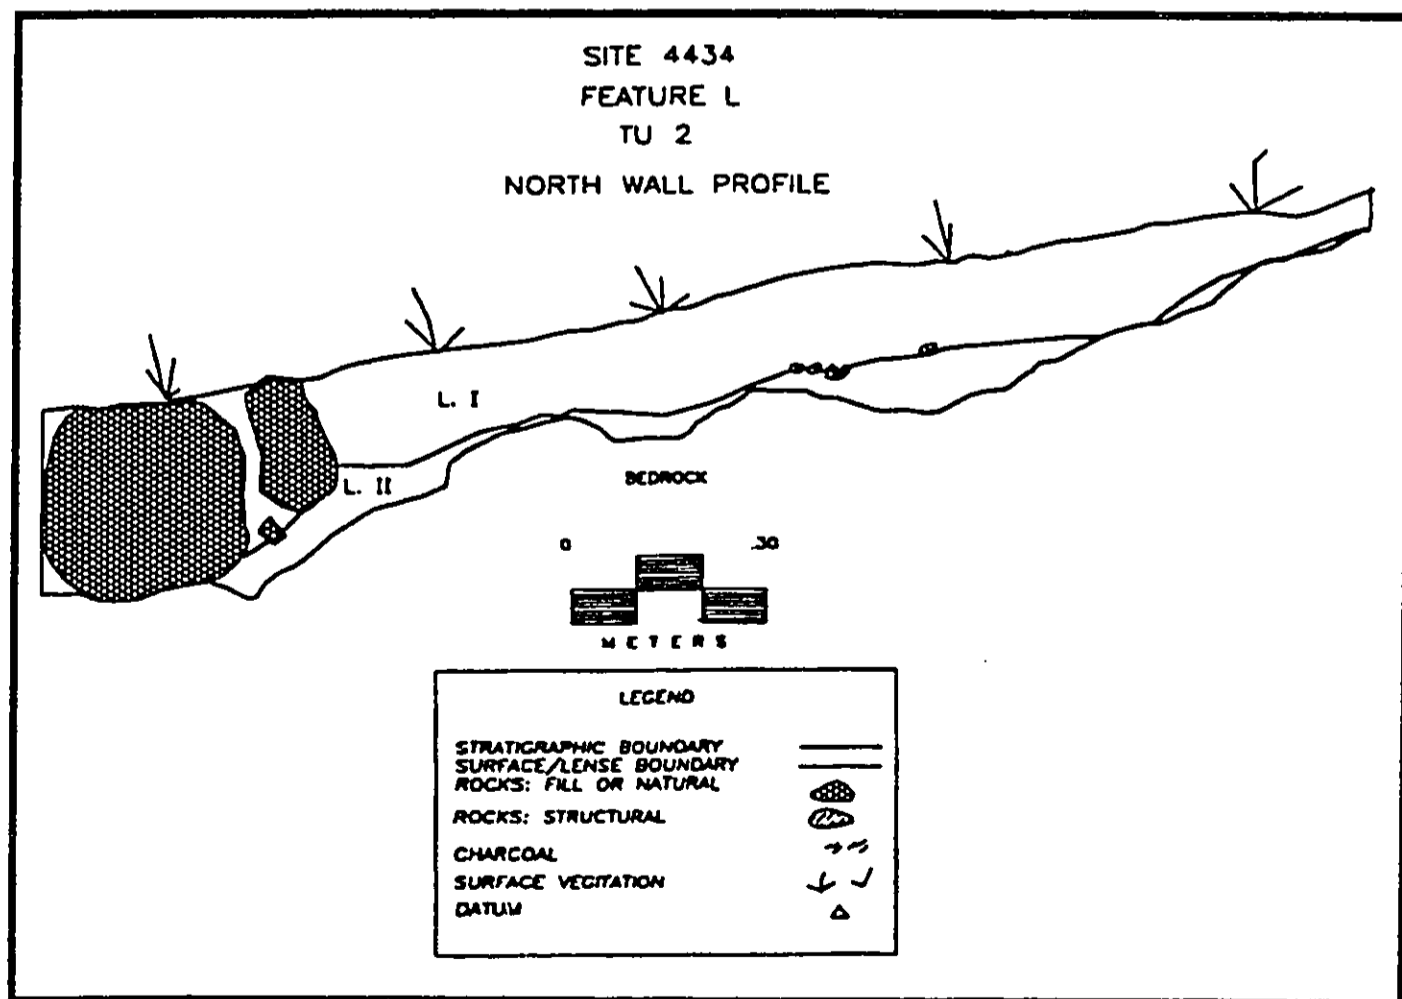 SITE 4434
FEATURE L
TU 2
NORTH WALL PROFILE
L. I
L. II
BEDROCK
0 .30
METERS
LEGEND
STRATIGRAPHIC BOUNDARY
SURFACE/LENSE BOUNDARY
ROCKS: FILL OR NATURAL
ROCKS: STRUCTURAL
CHARCOAL
SURFACE VEGITATION
DATUM